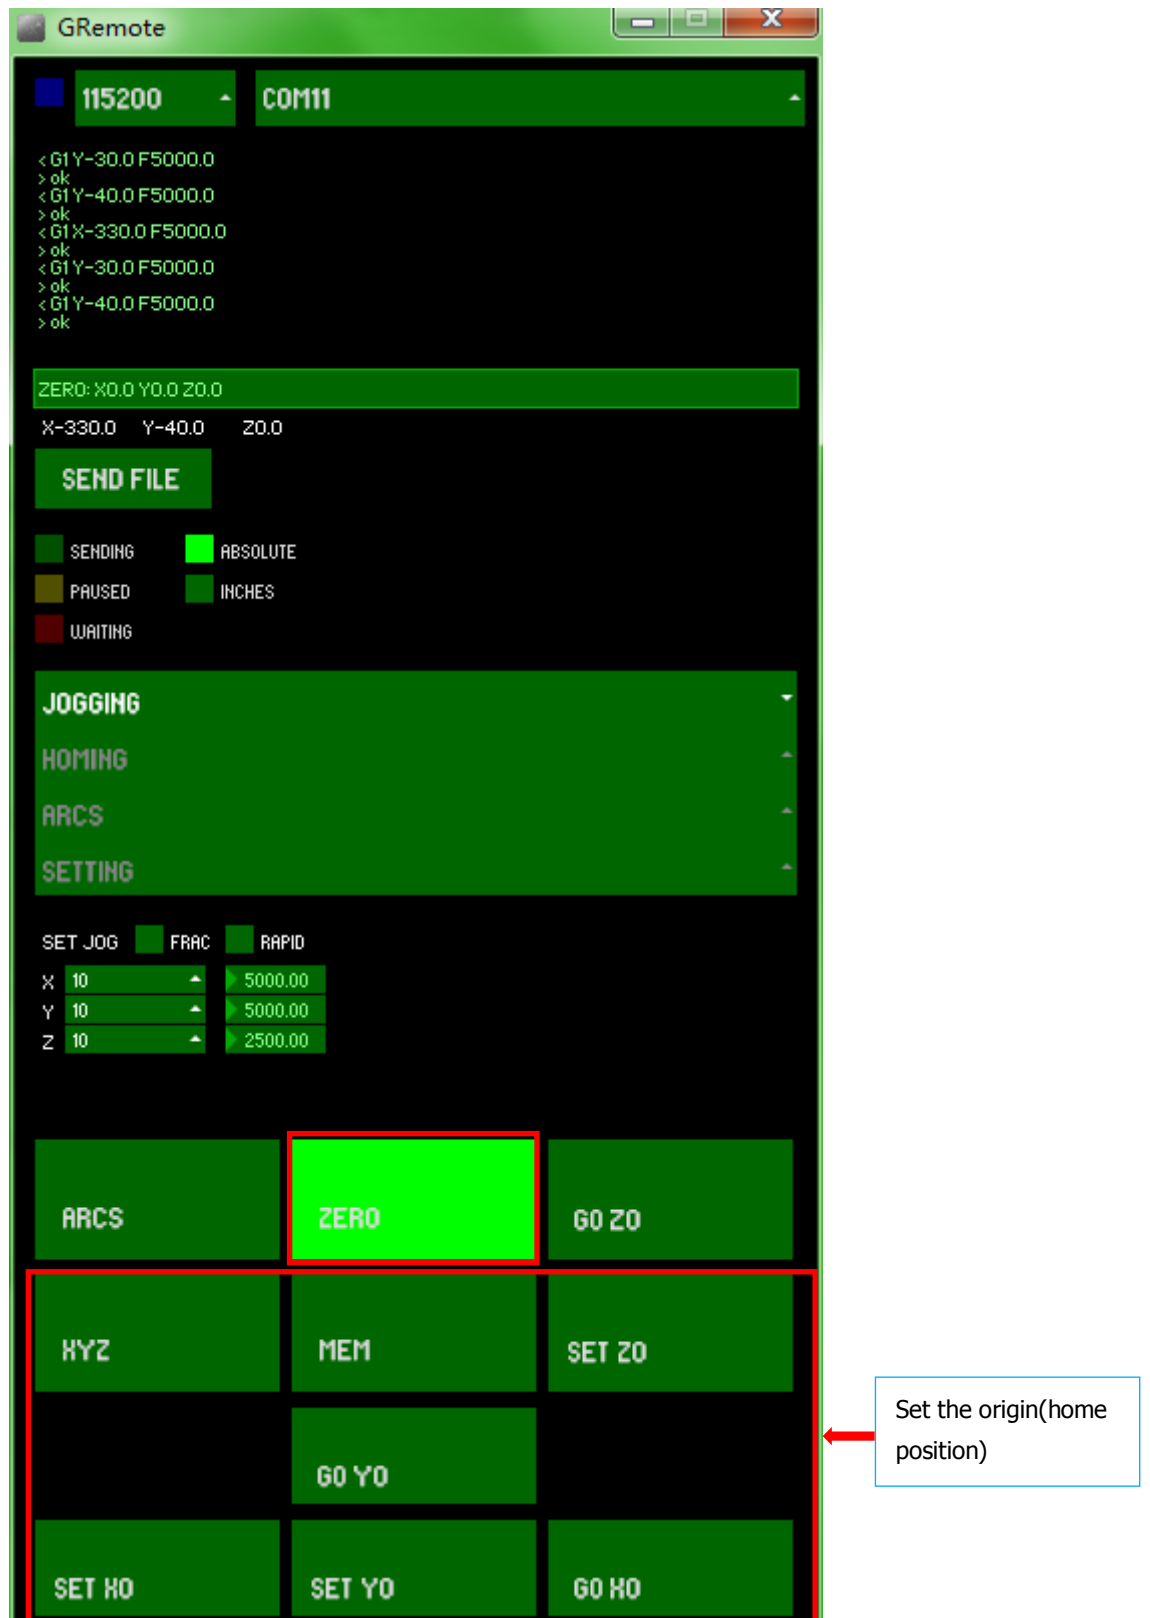 GRemote
115200 COM11
< G1 Y-30.0 F5000.0
> ok
< G1 Y-40.0 F5000.0
> ok
< G1 X-330.0 F5000.0
> ok
< G1 Y-30.0 F5000.0
> ok
< G1 Y-40.0 F5000.0
> ok
ZERO: X0.0 Y0.0 Z0.0
X-330.0 Y-40.0 Z0.0
SEND FILE
SENDING ABSOLUTE
PAUSED INCHES
WAITING
JOGGING
HOMING
ARCS
SETTING
SET JOG FRAC RAPID
X 10 5000.00
Y 10 5000.00
Z 10 2500.00
ARCS ZERO GO Z0
XYZ MEM SET Z0
Set the origin(home
position)
GO Y0
SET X0 SET Y0 GO X0